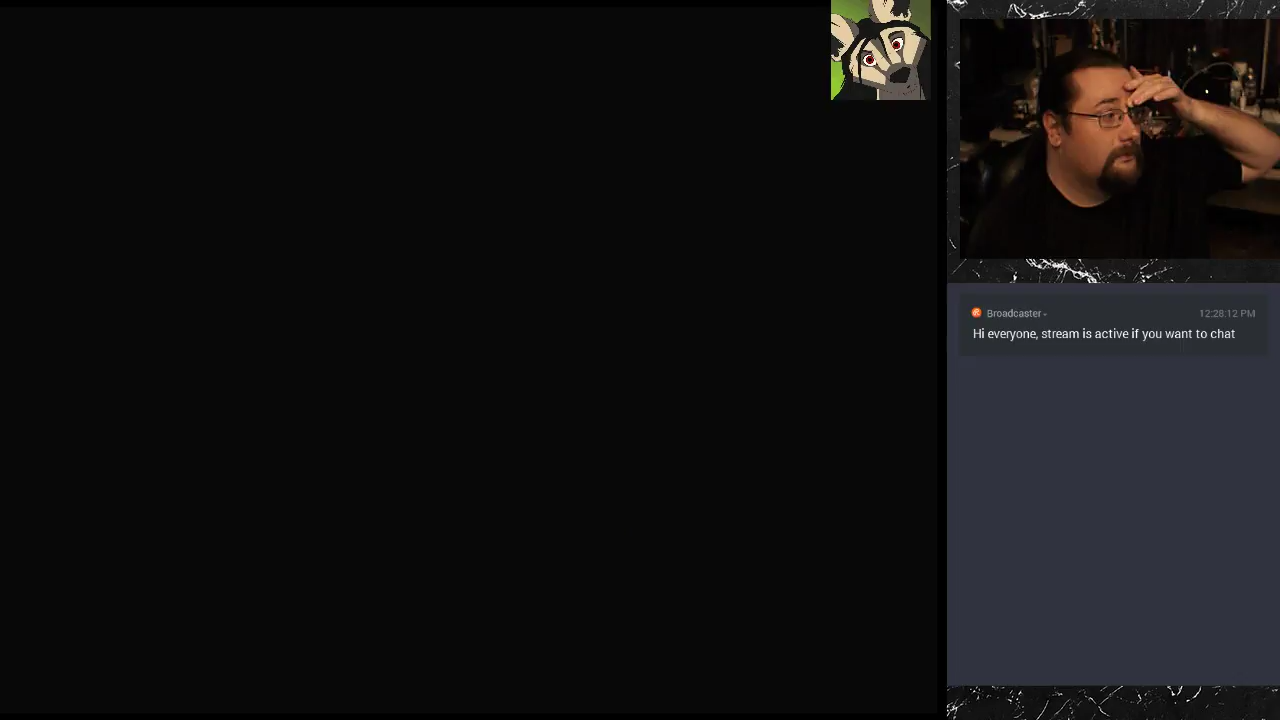 Broadcaster
12:28:12 PM
Hi everyone, stream is active if you want to chat